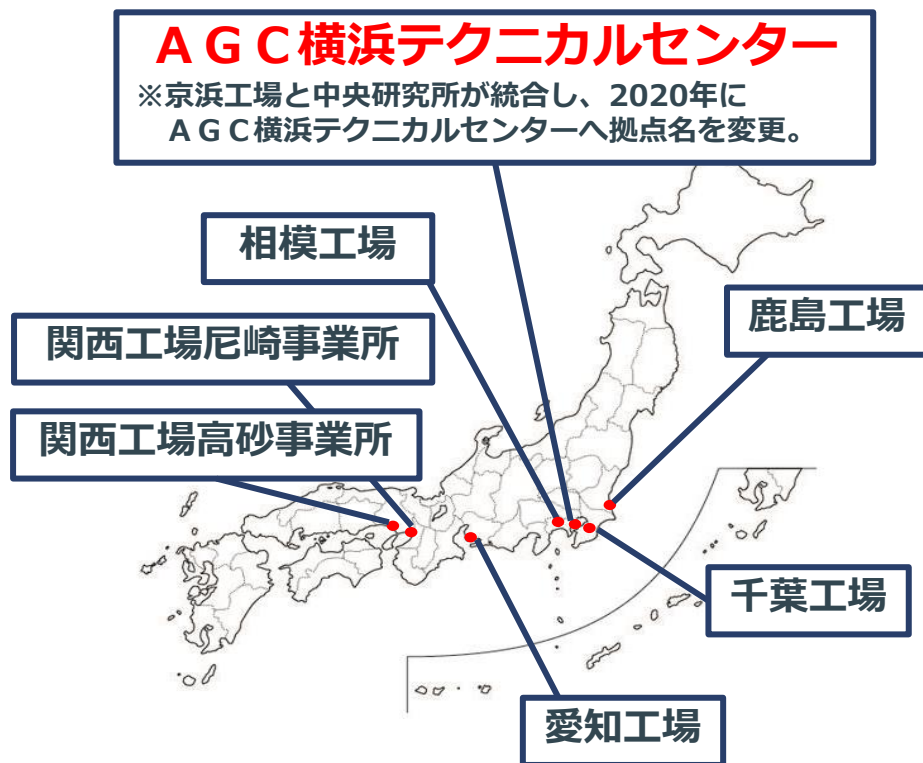 ＡＧＣ横浜テクニカルセンター
※京浜工場と中央研究所が統合し、2020年に
ＡＧＣ横浜テクニカルセンターへ拠点名を変更。
相模工場
鹿島工場
関西工場尼崎事業所
関西工場高砂事業所
千葉工場
愛知工場